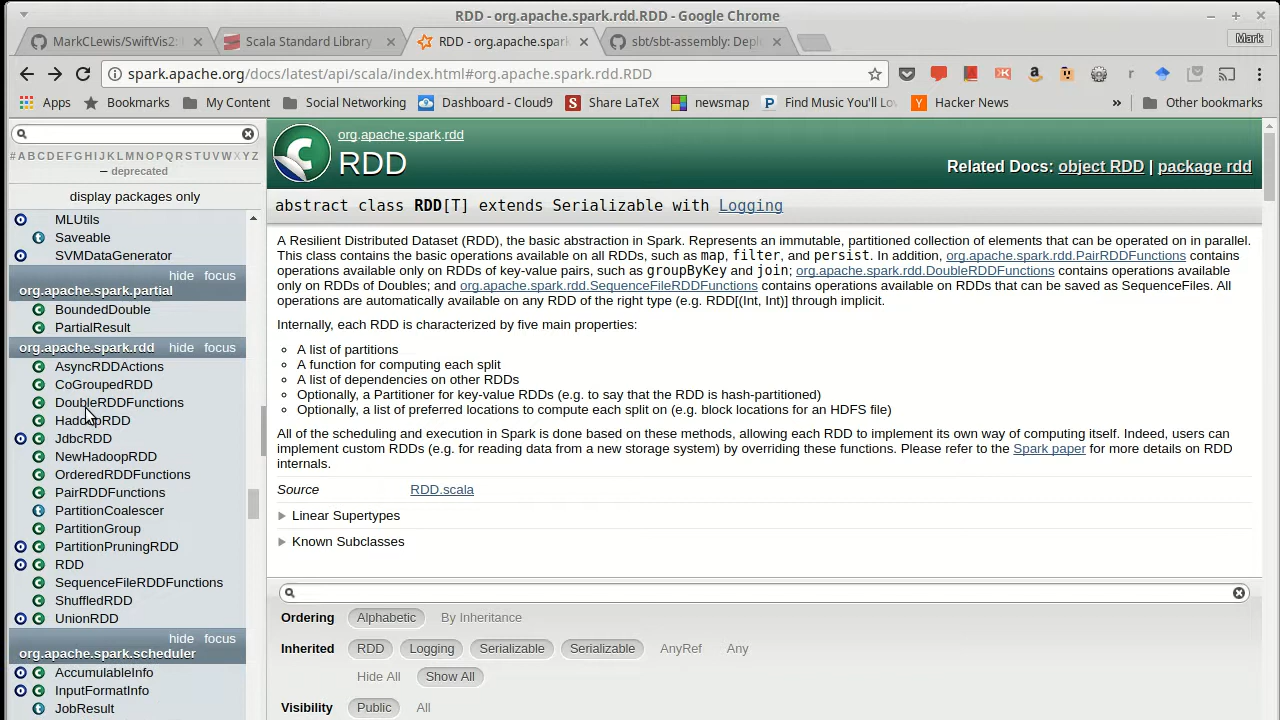 RDD - org.apache.spark.rdd.RDD - Google Chrome
MarkCLewis/SwiftVis2:
Scala Standard Library
RDD - org.apache.spar
sbt/sbt-assembly: Depl
Mark
spark.apache.org/docs/latest/api/scala/index.html#org.apache.spark.rdd.RDD
Apps
Bookmarks
My Content
Social Networking
Dashboard - Cloud9
Share LaTeX
newsmap
Find Music You'll Lo
Hacker News
»
Other bookmarks
#ABCDEFGHIJKLMNOPQRSTUVWXYZ
– deprecated
display packages only
MLUtils
Saveable
SVMDataGenerator
hide focus
org.apache.spark.partial
BoundedDouble
PartialResult
org.apache.spark.rdd hide focus
AsyncRDDActions
CoGroupedRDD
DoubleRDDFunctions
HadoopRDD
JdbcRDD
NewHadoopRDD
OrderedRDDFunctions
PairRDDFunctions
PartitionCoalescer
PartitionGroup
PartitionPruningRDD
RDD
SequenceFileRDDFunctions
ShuffledRDD
UnionRDD
hide focus
org.apache.spark.scheduler
AccumulableInfo
InputFormatInfo
JobResult
org.apache.spark.rdd
RDD
Related Docs: object RDD | package rdd
abstract class RDD[T] extends Serializable with Logging
A Resilient Distributed Dataset (RDD), the basic abstraction in Spark. Represents an immutable, partitioned collection of elements that can be operated on in parallel.
This class contains the basic operations available on all RDDs, such as map, filter, and persist. In addition, org.apache.spark.rdd.PairRDDFunctions contains
operations available only on RDDs of key-value pairs, such as groupByKey and join; org.apache.spark.rdd.DoubleRDDFunctions contains operations available
only on RDDs of Doubles; and org.apache.spark.rdd.SequenceFileRDDFunctions contains operations available on RDDs that can be saved as SequenceFiles. All
operations are automatically available on any RDD of the right type (e.g. RDD[(Int, Int)] through implicit.
Internally, each RDD is characterized by five main properties:
A list of partitions
A function for computing each split
A list of dependencies on other RDDs
Optionally, a Partitioner for key-value RDDs (e.g. to say that the RDD is hash-partitioned)
Optionally, a list of preferred locations to compute each split on (e.g. block locations for an HDFS file)
All of the scheduling and execution in Spark is done based on these methods, allowing each RDD to implement its own way of computing itself. Indeed, users can
implement custom RDDs (e.g. for reading data from a new storage system) by overriding these functions. Please refer to the Spark paper for more details on RDD
internals.
Source RDD.scala
Linear Supertypes
Known Subclasses
Ordering Alphabetic By Inheritance
Inherited RDD Logging Serializable Serializable AnyRef Any
Hide All Show All
Visibility Public All